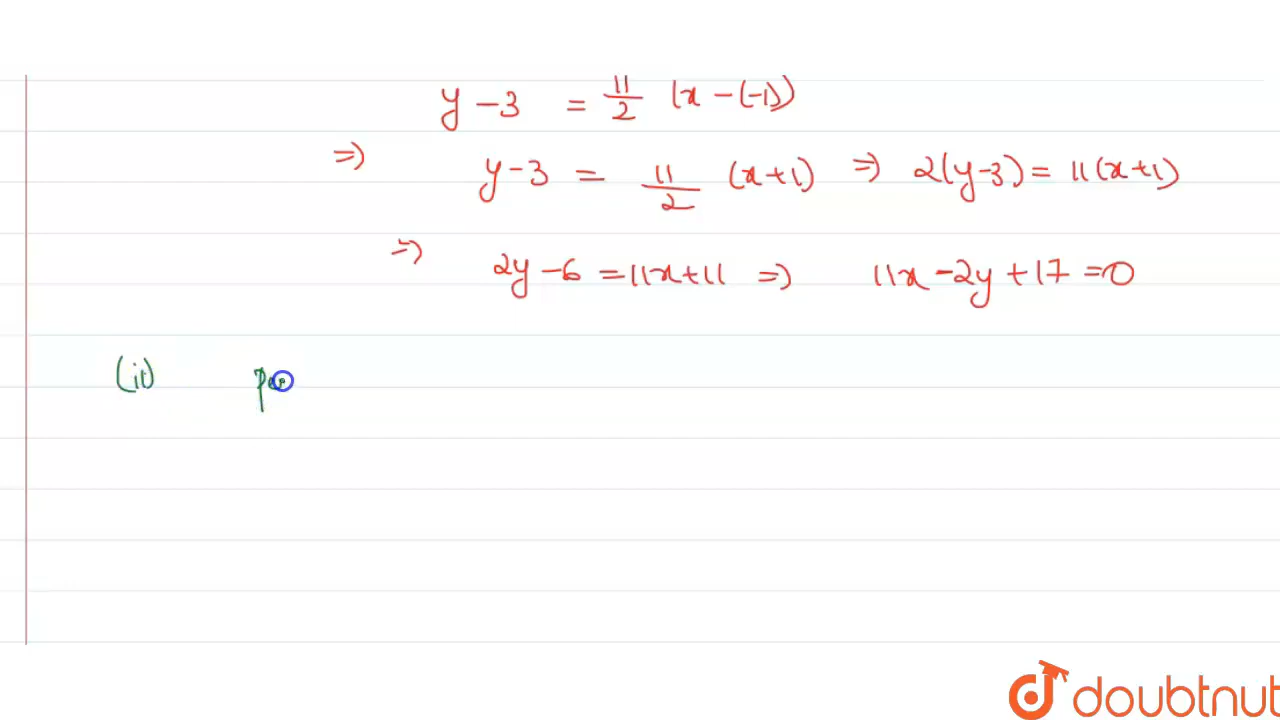 y - 3 = 11/2 (x - (-1))
=> y - 3 = 11/2 (x + 1) => 2(y - 3) = 11(x + 1)
=> 2y - 6 = 11x + 11 => 11x - 2y + 17 = 0
(ii)
doubtnut